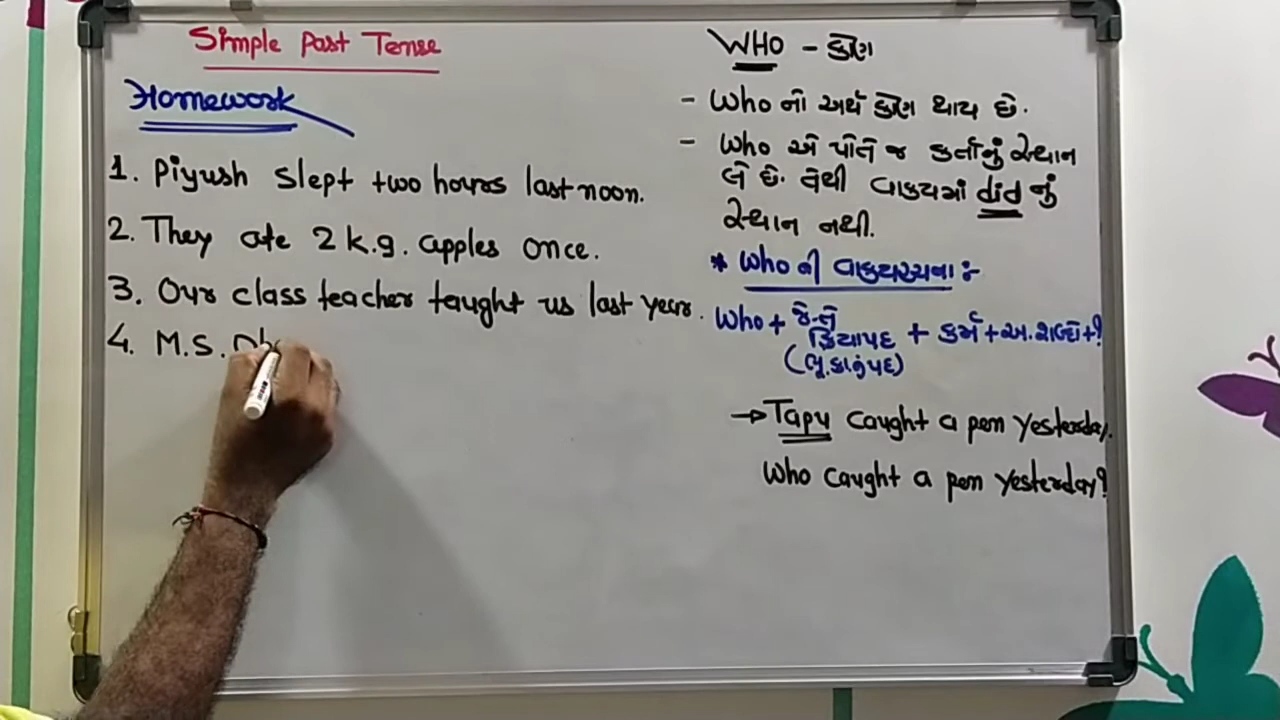 Simple Past Tense
Homework
1. Piyush slept two hours last noon.
2. They ate 2 k.g. apples once.
3. Our class teacher taught us last year.
4. M.S. Dh
WHO - કોણ
- Who નો અર્થ કોણ થાય છે.
- Who એ પોતે જ કર્તાનું સ્થાન
લે છે. તેથી વાક્યમાં did નું
સ્થાન નથી.
* Who ની વાક્યરચના :-
Who + જે-તે ક્રિયાપદ + કર્મ + અ. શબ્દો + ?
(ભૂ.કા.નું પદ)
→ Tapu caught a pen yesterday.
Who caught a pen yesterday?